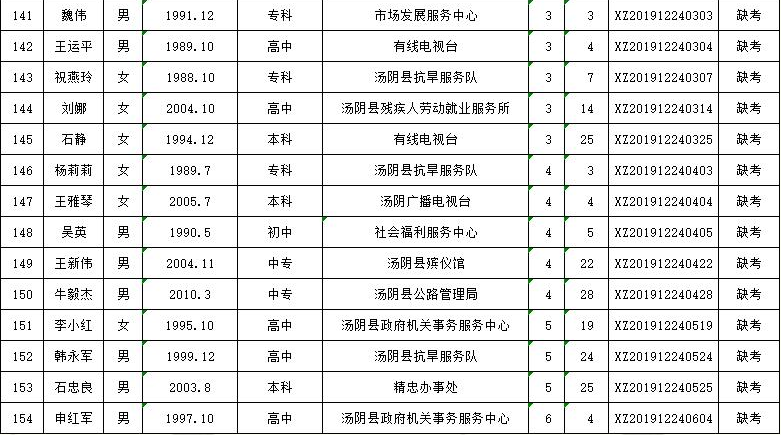 141 魏伟 男 1991.12 专科 市场发展服务中心 3 3 XZ201912240303 缺考
142 王运平 男 1989.10 高中 有线电视台 3 4 XZ201912240304 缺考
143 祝燕玲 女 1988.10 专科 汤阴县抗旱服务队 3 7 XZ201912240307 缺考
144 刘娜 女 2004.10 高中 汤阴县残疾人劳动就业服务所 3 14 XZ201912240314 缺考
145 石静 女 1994.12 本科 有线电视台 3 25 XZ201912240325 缺考
146 杨莉莉 女 1989.7 专科 汤阴县抗旱服务队 4 3 XZ201912240403 缺考
147 王雅琴 女 2005.7 本科 汤阴广播电视台 4 4 XZ201912240404 缺考
148 吴英 男 1990.5 初中 社会福利服务中心 4 5 XZ201912240405 缺考
149 王新伟 男 2004.11 中专 汤阴县殡仪馆 4 22 XZ201912240422 缺考
150 牛毅杰 男 2010.3 中专 汤阴县公路管理局 4 28 XZ201912240428 缺考
151 李小红 女 1995.10 高中 汤阴县政府机关事务服务中心 5 19 XZ201912240519 缺考
152 韩永军 男 1999.12 高中 汤阴县抗旱服务队 5 24 XZ201912240524 缺考
153 石忠良 男 2003.8 本科 精忠办事处 5 25 XZ201912240525 缺考
154 申红军 男 1997.10 高中 汤阴县政府机关事务服务中心 6 4 XZ201912240604 缺考